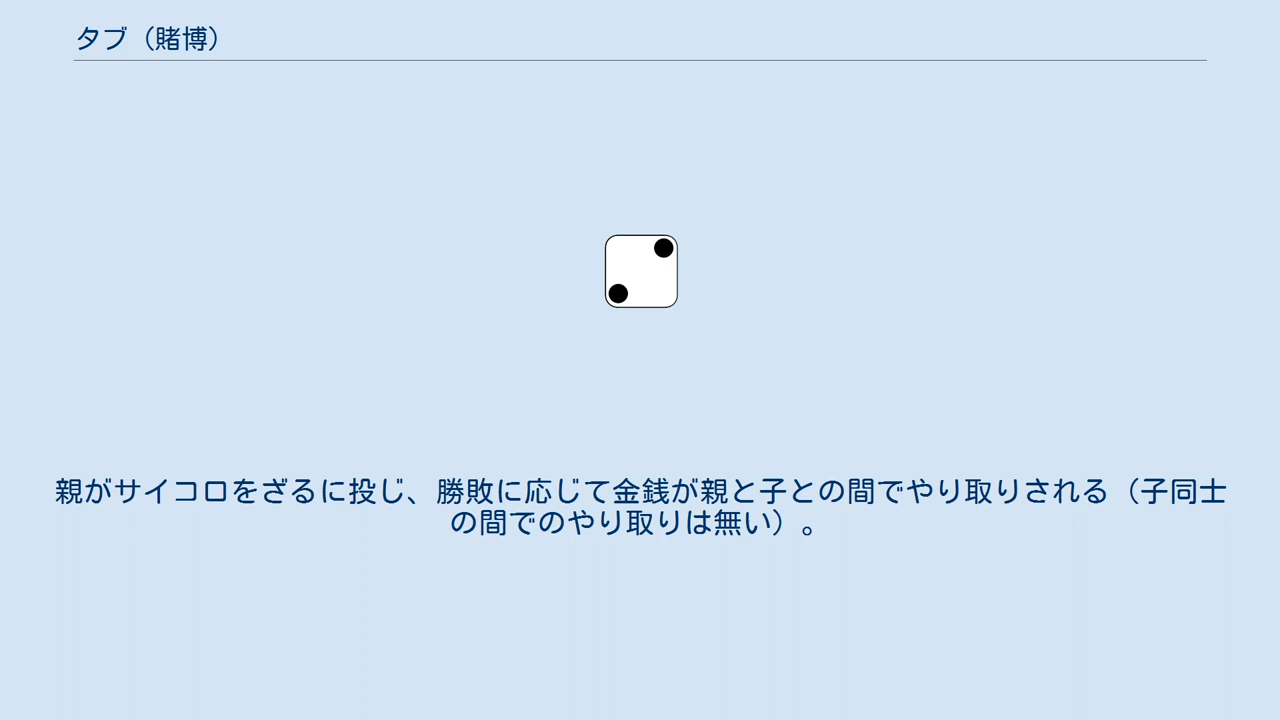 タブ（賭博）
親がサイコロをざるに投じ、勝敗に応じて金銭が親と子との間でやり取りされる（子同士
の間でのやり取りは無い）。